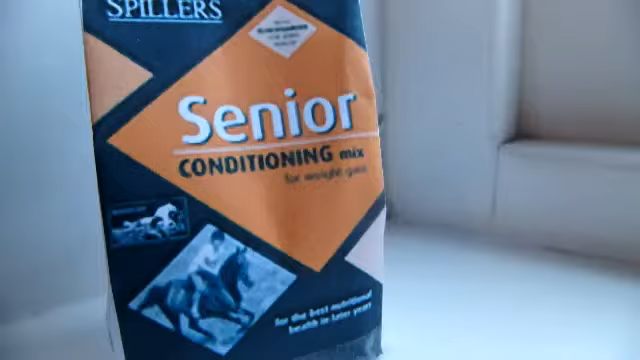 SPILLERS
Senior
CONDITIONING mix
for weight gain
for the best nutritional
health in later years